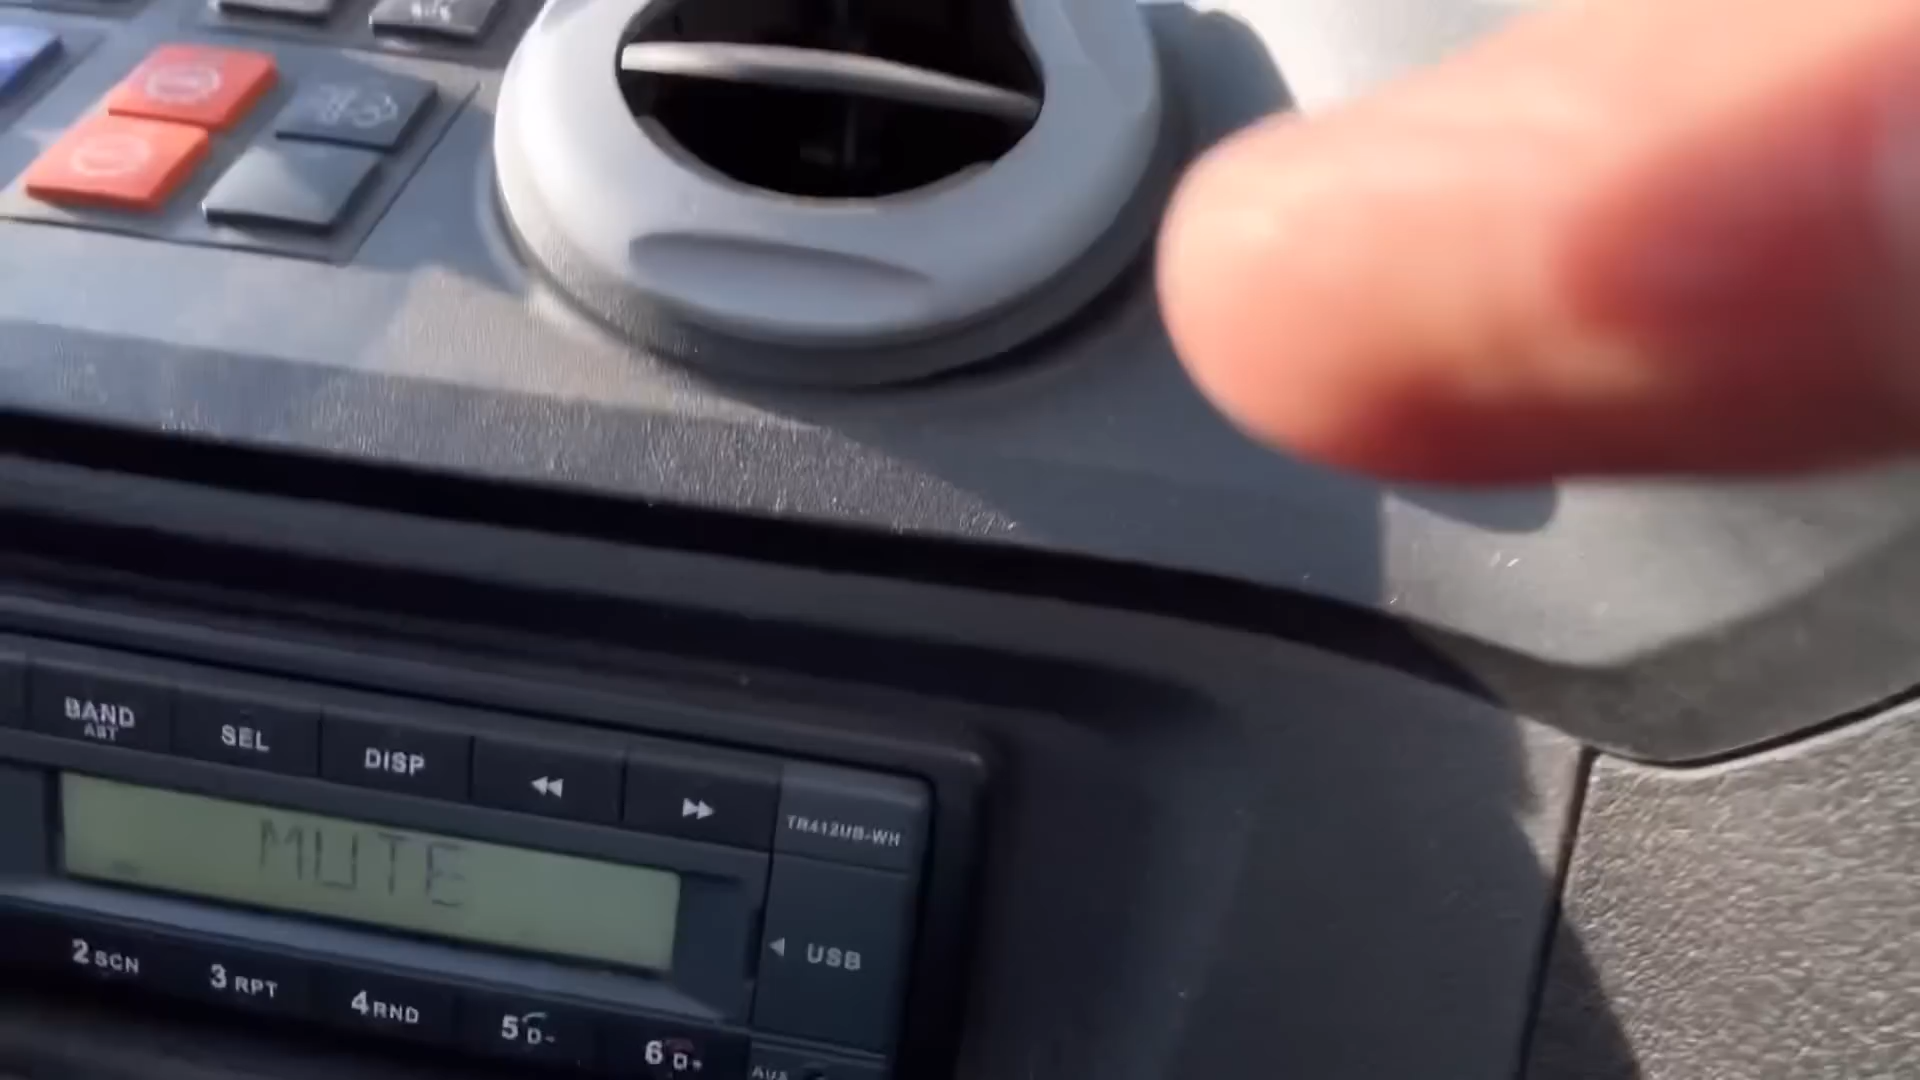 BAND
AST
SEL
DISP
TR412UB-WH
MUTE
USB
2 SCN
3 RPT
4 RND
5 D-
6 D+